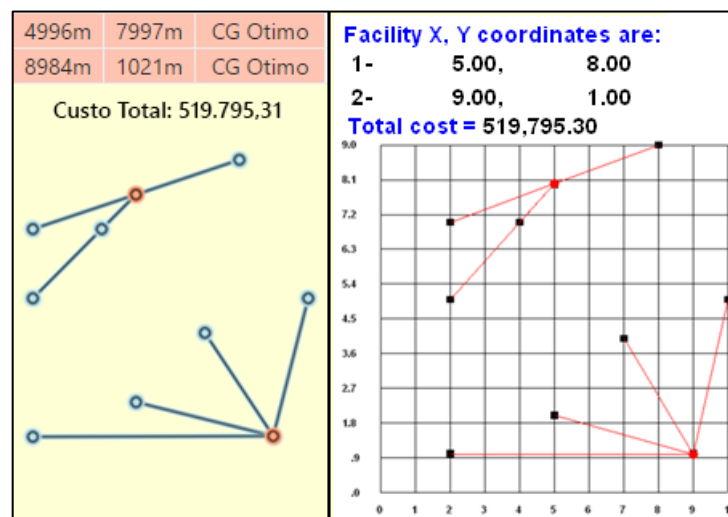 4996m 7997m CG Otimo
8984m 1021m CG Otimo
Custo Total: 519.795,31
Facility X, Y coordinates are:
1- 5.00, 8.00
2- 9.00, 1.00
Total cost = 519,795.30
9.0
8.1
7.2
6.3
5.4
4.5
3.6
2.7
1.8
.9
.0
0 1 2 3 4 5 6 7 8 9